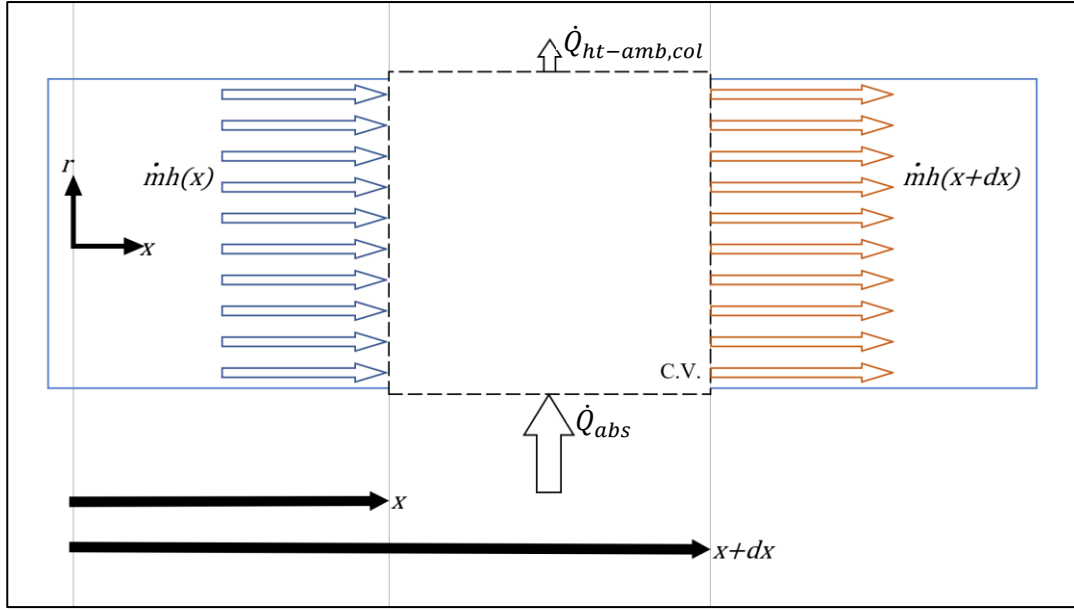 Q̇ht−amb,col
r
ṁh(x)
ṁh(x+dx)
x
C.V.
Q̇abs
x
x+dx